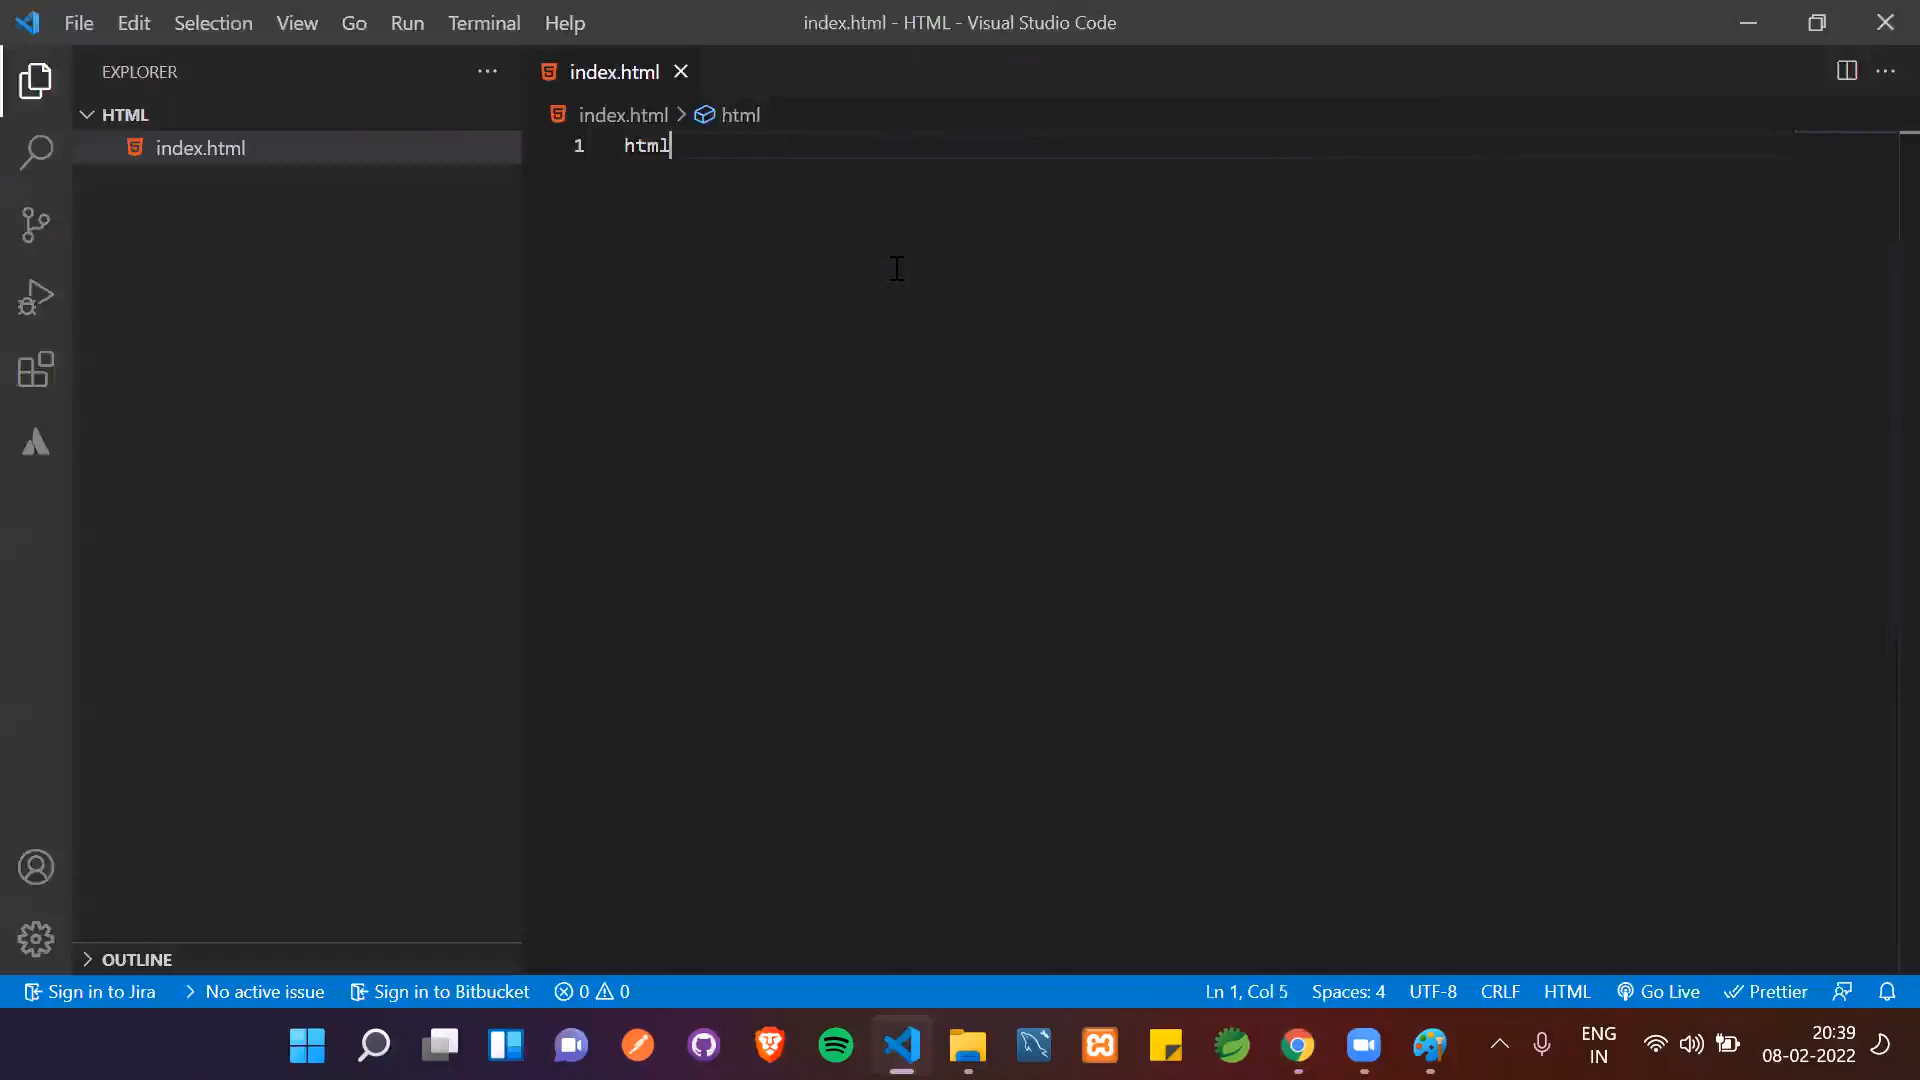 File Edit Selection View Go Run Terminal Help
index.html - HTML - Visual Studio Code
EXPLORER
index.html
HTML
index.html > html
index.html
1 html
OUTLINE
Sign in to Jira
No active issue
Sign in to Bitbucket
0 0
Ln 1, Col 5
Spaces: 4
UTF-8
CRLF
HTML
Go Live
Prettier
ENG
IN
20:39
08-02-2022